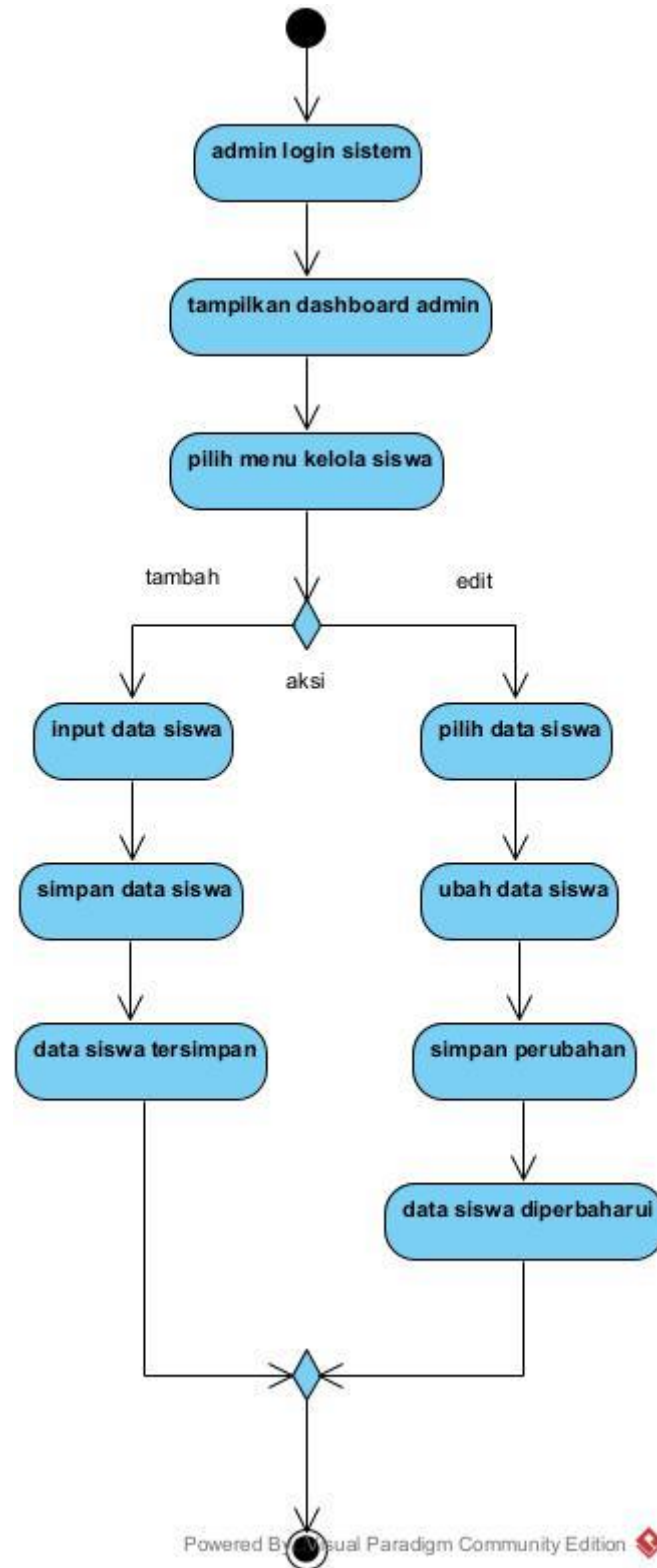 admin login sistem
tampilkan dashboard admin
pilih menu kelola siswa
tambah
edit
aksi
input data siswa
pilih data siswa
simpan data siswa
ubah data siswa
data siswa tersimpan
simpan perubahan
data siswa diperbaharui
Powered By Visual Paradigm Community Edition